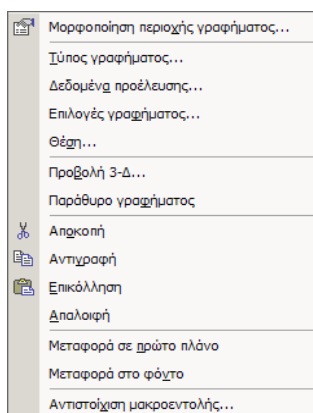 Μορφοποίηση περιοχής γραφήματος...
Τύπος γραφήματος...
Δεδομένα προέλευσης...
Επιλογές γραφήματος...
Θέση...
Προβολή 3-Δ...
Παράθυρο γραφήματος
Αποκοπή
Αντιγραφή
Επικόλληση
Απαλοιφή
Μεταφορά σε πρώτο πλάνο
Μεταφορά στο φόντο
Αντιστοίχιση μακροεντολής...